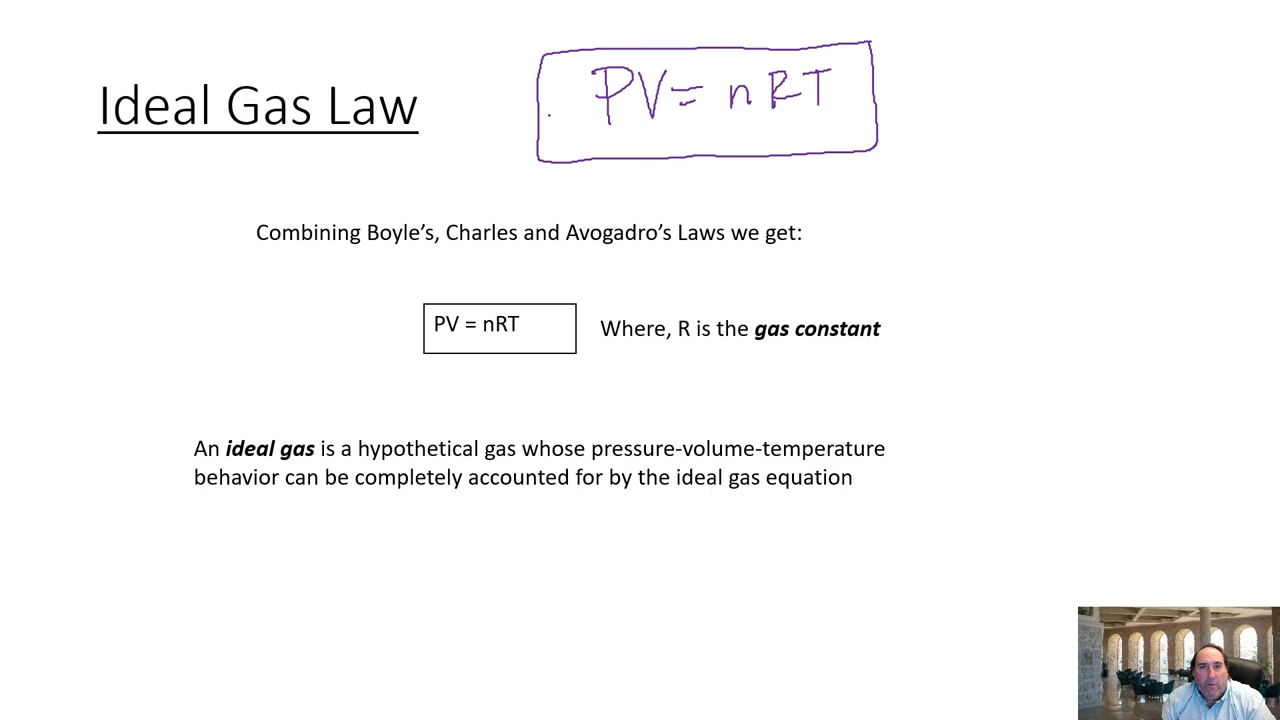 Ideal Gas Law
PV = nRT
Combining Boyle’s, Charles and Avogadro’s Laws we get:
PV = nRT
Where, R is the gas constant
An ideal gas is a hypothetical gas whose pressure-volume-temperature
behavior can be completely accounted for by the ideal gas equation